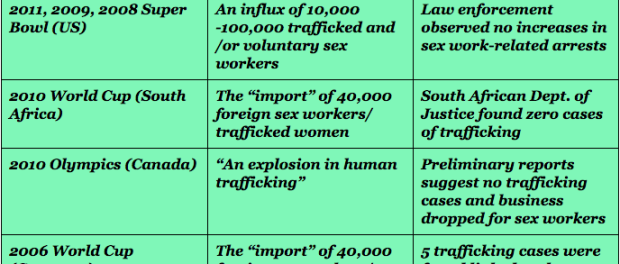 2011, 2009, 2008 Super
Bowl (US)
An influx of 10,000
-100,000 trafficked and
/or voluntary sex
workers
Law enforcement
observed no increases in
sex work-related arrests
2010 World Cup (South
Africa)
The “import” of 40,000
foreign sex workers/
trafficked women
South African Dept. of
Justice found zero cases
of trafficking
2010 Olympics (Canada)
“An explosion in human
trafficking”
Preliminary reports
suggest no trafficking
cases and business
dropped for sex workers
2006 World Cup
The “import” of 40,000
5 trafficking cases were